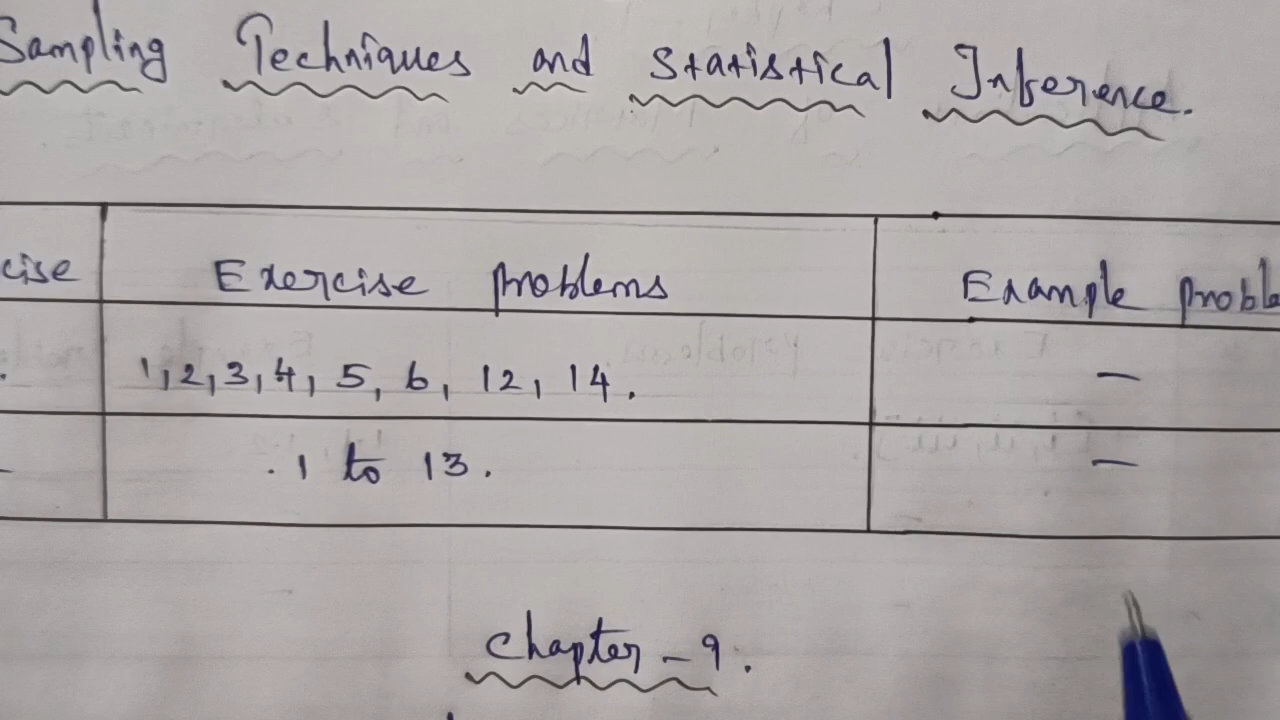 Sampling Techniques and Statistical Inference.
cise Exercise problems Example proble
1,2,3,4, 5, 6, 12, 14. —
. 1 to 13. —
Chapter - 9.